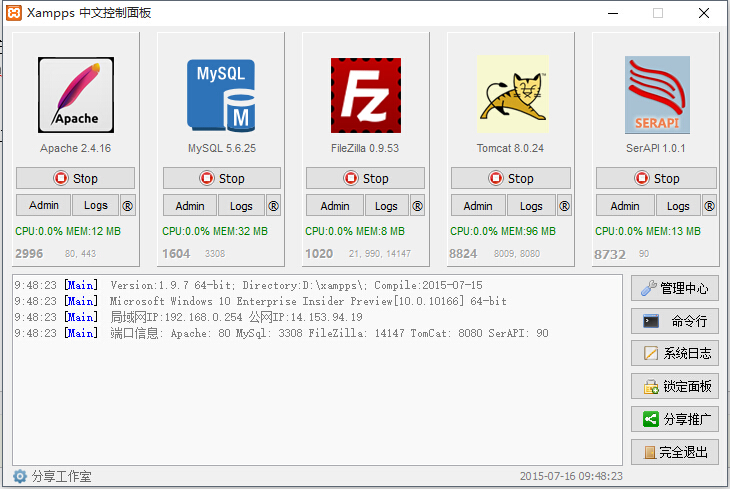 Xampps 中文控制面板
Apache
MySQL
M
Fz
TM
SERAPI
Apache 2.4.16
MySQL 5.6.25
FileZilla 0.9.53
Tomcat 8.0.24
SerAPI 1.0.1
Stop Stop Stop Stop Stop
Admin Logs ® Admin Logs ® Admin Logs ® Admin Logs ® Admin Logs ®
CPU:0.0% MEM:12 MB CPU:0.0% MEM:32 MB CPU:0.0% MEM:8 MB CPU:0.0% MEM:96 MB CPU:0.0% MEM:13 MB
2996 80, 443 1604 3308 1020 21, 990, 14147 8824 8009, 8080 8732 90
9:48:23 [Main] Version:1.9.7 64-bit; Directory:D:\xampps\; Compile:2015-07-15
9:48:23 [Main] Microsoft Windows 10 Enterprise Insider Preview[10.0.10166] 64-bit
9:48:23 [Main] 局域网IP:192.168.0.254 公网IP:14.153.94.19
9:48:23 [Main] 端口信息: Apache: 80 MySql: 3308 FileZilla: 14147 TomCat: 8080 SerAPI: 90
管理中心
命令行
系统日志
锁定面板
分享推广
完全退出
分享工作室 2015-07-16 09:48:23